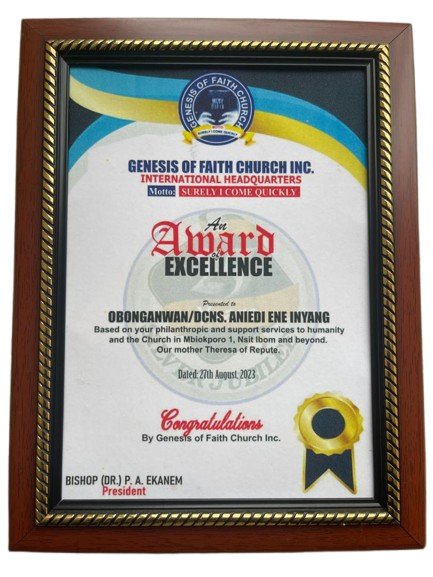 GENESIS OF FAITH CHURCH
SURELY I COME QUICKLY
GENESIS OF FAITH CHURCH INC.
INTERNATIONAL HEADQUARTERS
Motto: SURELY I COME QUICKLY
An
Award
of
EXCELLENCE
Presented to
OBONGANWAN/DCNS. ANIEDI ENE INYANG
Based on your philanthropic and support services to humanity
and the Church in Mbiokporo 1, Nsit Ibom and beyond.
Our mother Theresa of Repute.
Dated: 27th August, 2023
SILVER JUBILEE
Congratulations
By Genesis of Faith Church Inc.
BISHOP (DR.) P. A. EKANEM
President